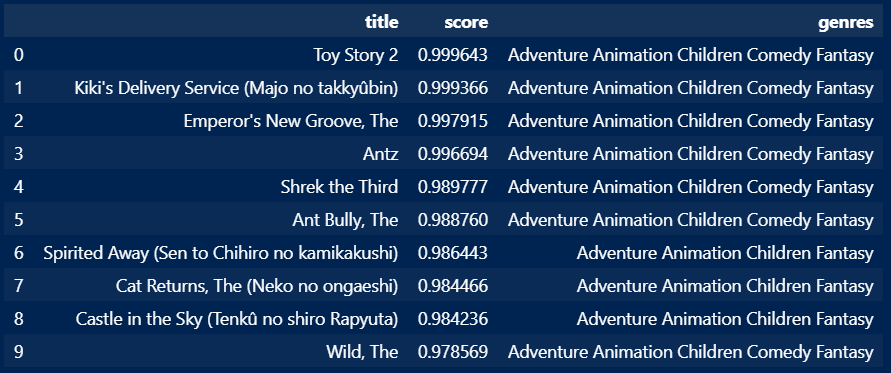 title score genres
0 Toy Story 2 0.999643 Adventure Animation Children Comedy Fantasy
1 Kiki's Delivery Service (Majo no takkyûbin) 0.999366 Adventure Animation Children Comedy Fantasy
2 Emperor's New Groove, The 0.997915 Adventure Animation Children Comedy Fantasy
3 Antz 0.996694 Adventure Animation Children Comedy Fantasy
4 Shrek the Third 0.989777 Adventure Animation Children Comedy Fantasy
5 Ant Bully, The 0.988760 Adventure Animation Children Comedy Fantasy
6 Spirited Away (Sen to Chihiro no kamikakushi) 0.986443 Adventure Animation Children Fantasy
7 Cat Returns, The (Neko no ongaeshi) 0.984466 Adventure Animation Children Fantasy
8 Castle in the Sky (Tenkû no shiro Rapyuta) 0.984236 Adventure Animation Children Fantasy
9 Wild, The 0.978569 Adventure Animation Children Comedy Fantasy